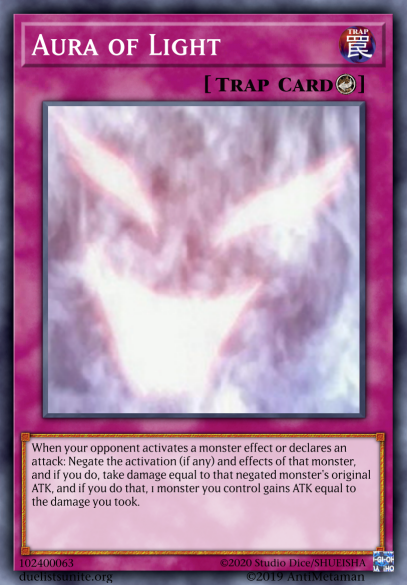 AURA OF LIGHT
TRAP
罠
[ TRAP CARD ]
When your opponent activates a monster effect or declares an
attack: Negate the activation (if any) and effects of that monster,
and if you do, take damage equal to that negated monster's original
ATK, and if you do that, 1 monster you control gains ATK equal to
the damage you took.
102400063
©2020 Studio Dice/SHUEISHA
duelistsunite.org
©2019 AntiMetaman